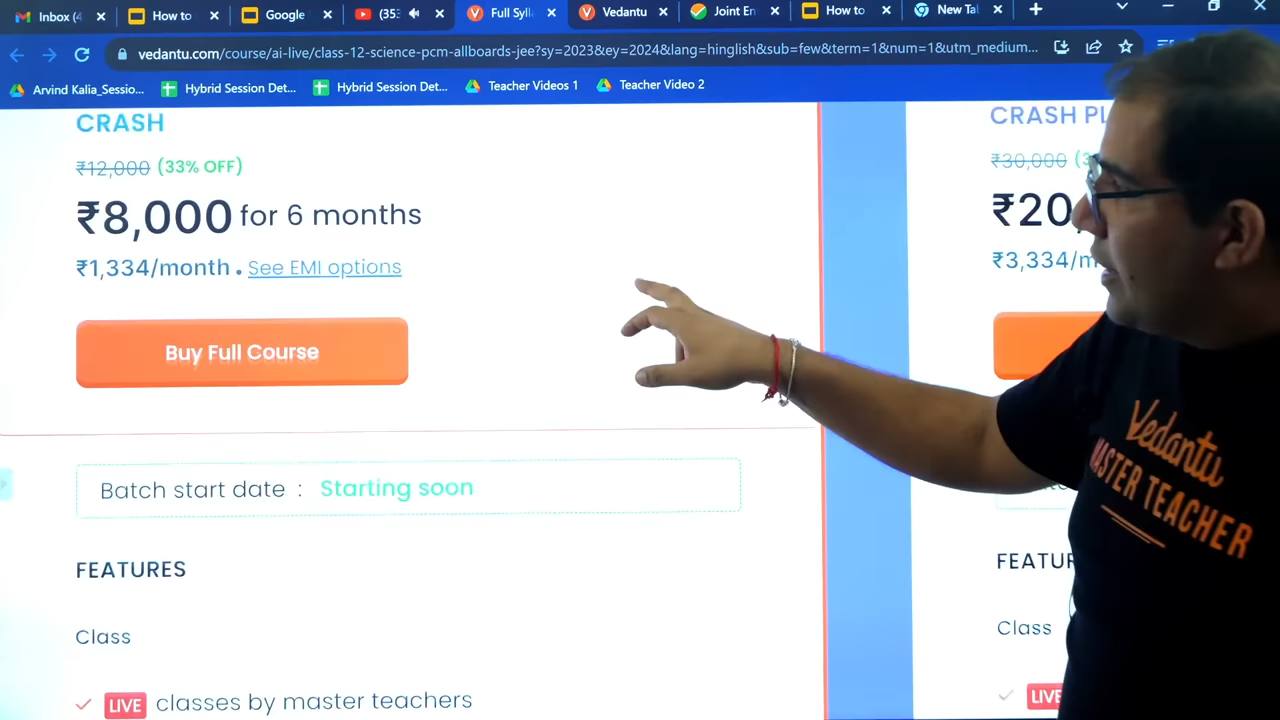 Inbox (4
How to
Google
(353
Full Sylla
Vedantu
Joint En
How to
New Tab
vedantu.com/course/ai-live/class-12-science-pcm-allboards-jee?sy=2023&ey=2024&lang=hinglish&sub=few&term=1&num=1&utm_medium...
Arvind Kalia_Sessio...
Hybrid Session Det...
Hybrid Session Det...
Teacher Videos 1
Teacher Video 2
CRASH
₹12,000 (33% OFF)
₹8,000 for 6 months
₹1,334/month . See EMI options
Buy Full Course
Batch start date : Starting soon
FEATURES
Class
LIVE classes by master teachers
CRASH PL
₹30,000 (3
₹20,
₹3,334/m
FEATUR
Class
LIVE
Vedantu
MASTER TEACHER